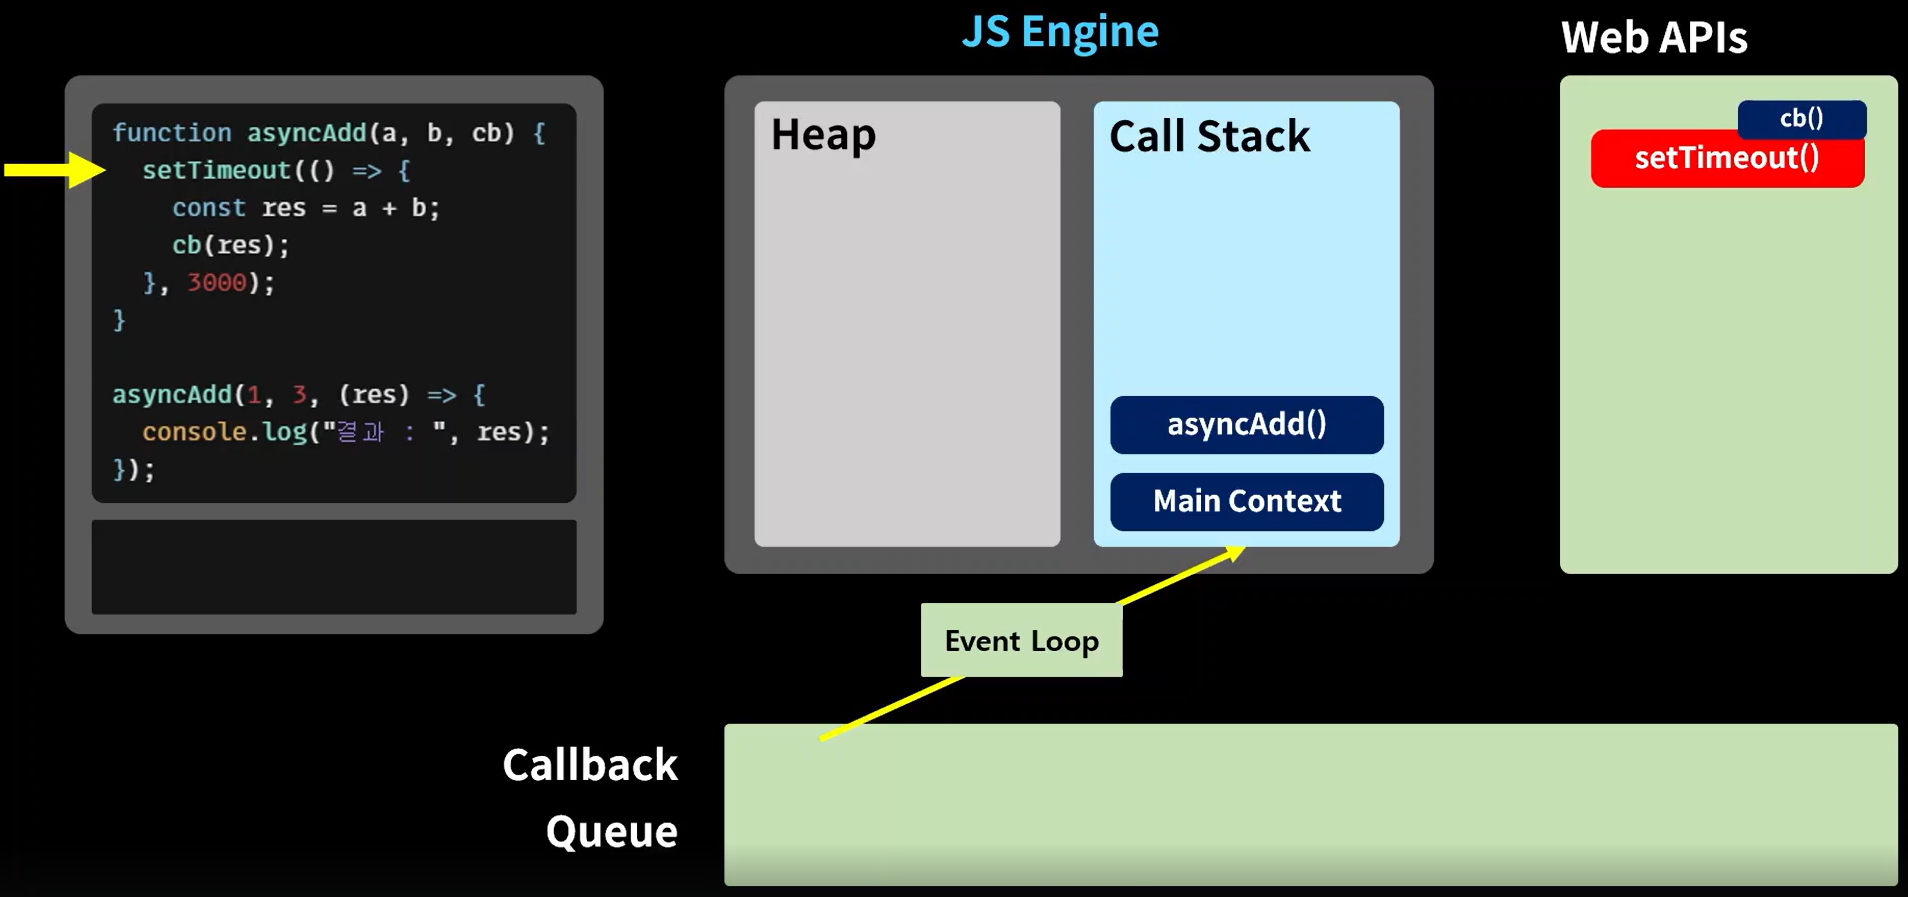 JS Engine
Web APIs
function asyncAdd(a, b, cb) {
  setTimeout(() => {
    const res = a + b;
    cb(res);
  }, 3000);
}
asyncAdd(1, 3, (res) => {
  console.log("결과 : ", res);
});
Heap
Call Stack
asyncAdd()
Main Context
cb()
setTimeout()
Event Loop
Callback
Queue